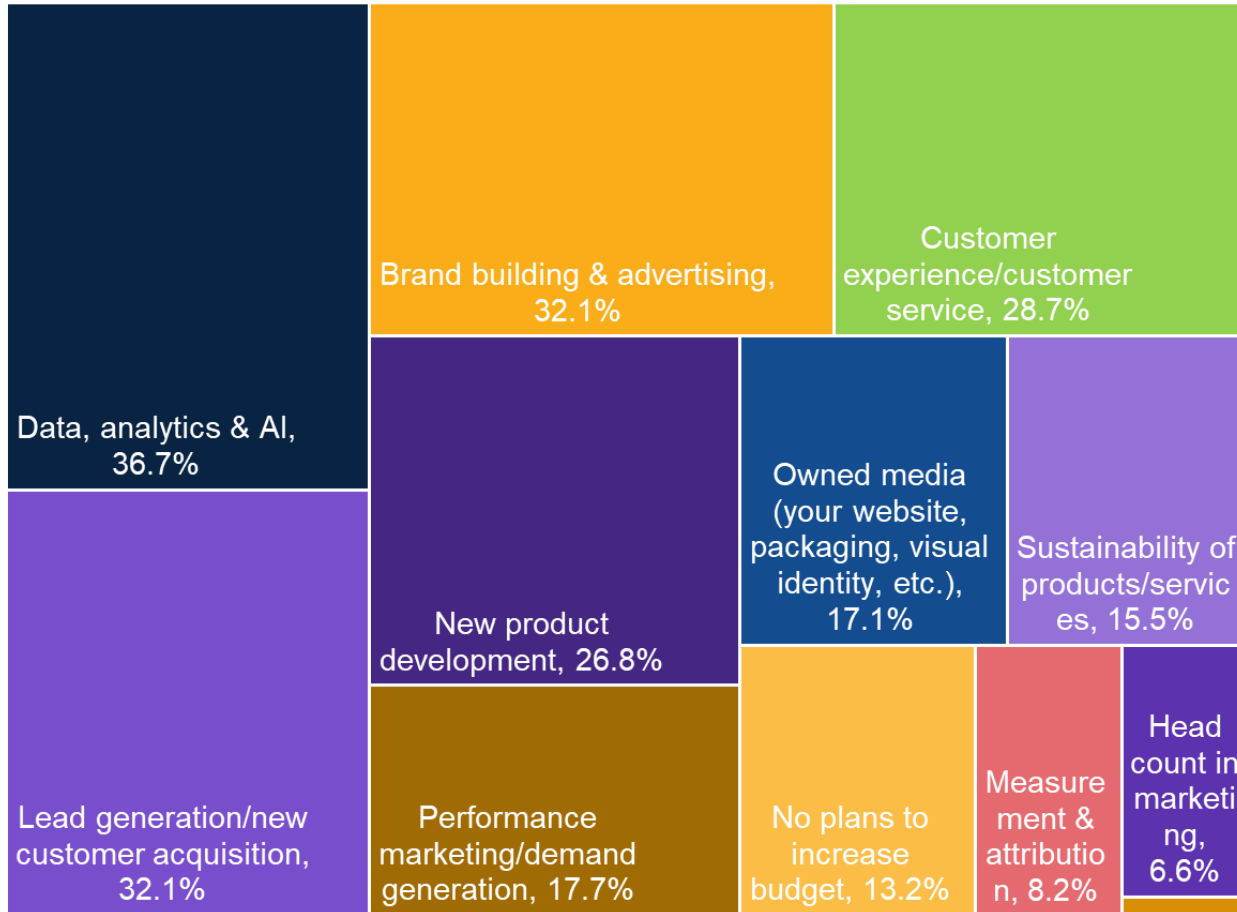 Data, analytics & AI,
36.7%
Lead generation/new
customer acquisition,
32.1%
Brand building & advertising,
32.1%
Customer
experience/customer
service, 28.7%
New product
development, 26.8%
Performance
marketing/demand
generation, 17.7%
Owned media
(your website,
packaging, visual
identity, etc.),
17.1%
Sustainability of
products/servic
es, 15.5%
No plans to
increase
budget, 13.2%
Measure
ment &
attributio
n, 8.2%
Head
count in
marketi
ng,
6.6%